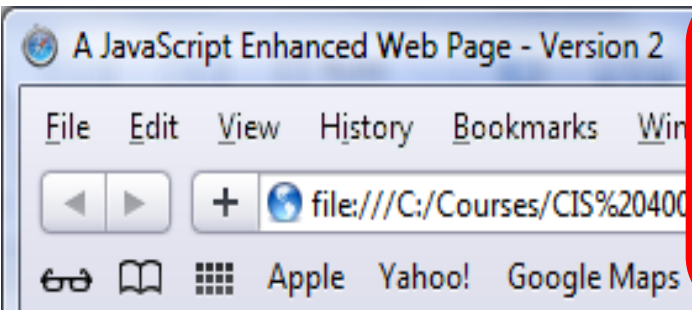 A JavaScript Enhanced Web Page - Version 2
File Edit View History Bookmarks Win
+ file:///C:/Courses/CIS%20400
Apple Yahoo! Google Maps